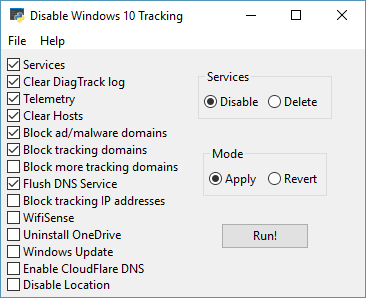 Disable Windows 10 Tracking
File Help
Services
Clear DiagTrack log
Telemetry
Clear Hosts
Block ad/malware domains
Block tracking domains
Block more tracking domains
Flush DNS Service
Block tracking IP addresses
WifiSense
Uninstall OneDrive
Windows Update
Enable CloudFlare DNS
Disable Location
Services
Disable Delete
Mode
Apply Revert
Run!